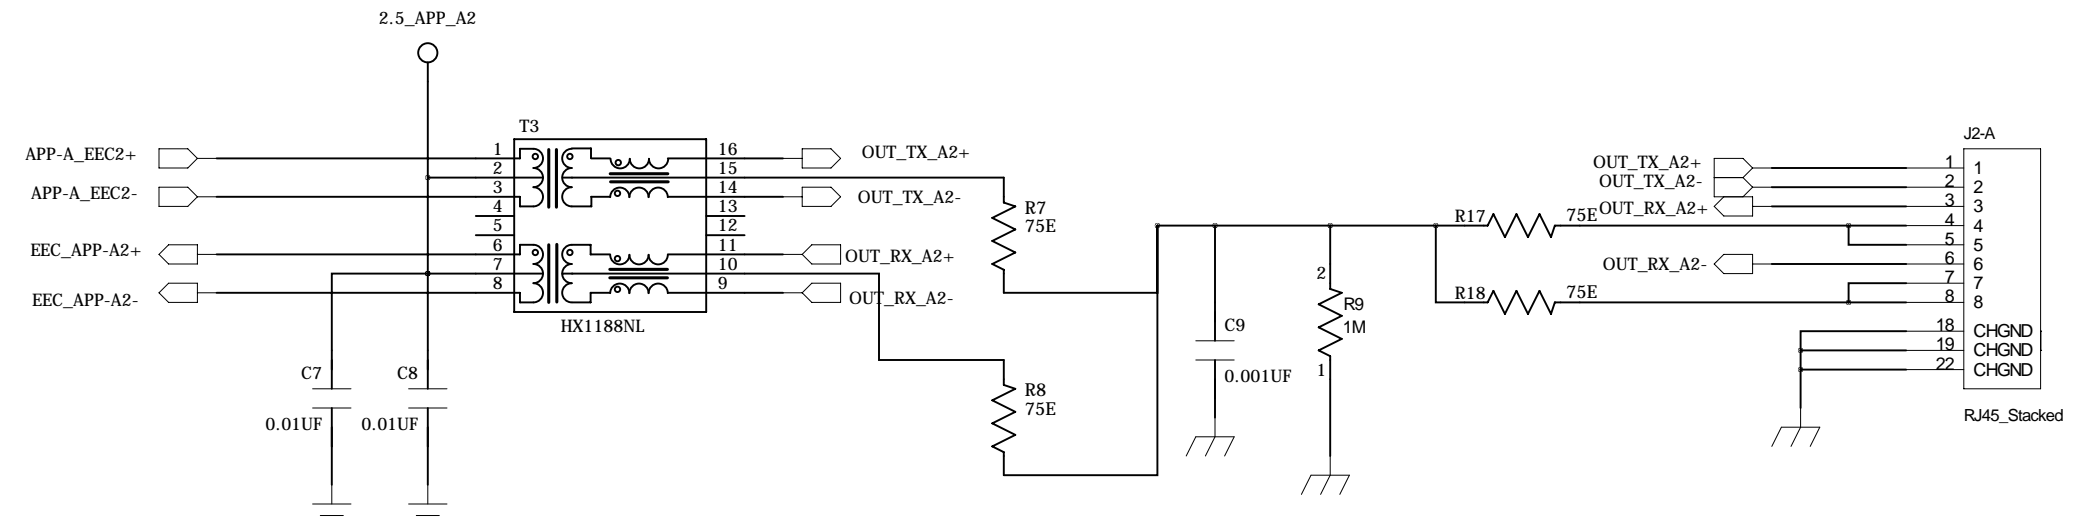 2.5_APP_A2
T3
APP-A_EEC2+
APP-A_EEC2-
EEC_APP-A2+
EEC_APP-A2-
1
2
3
4
5
6
7
8
16
15
14
13
12
11
10
9
HX1188NL
OUT_TX_A2+
OUT_TX_A2-
OUT_RX_A2+
OUT_RX_A2-
C7
0.01UF
C8
0.01UF
R7
75E
R8
75E
C9
0.001UF
2
R9
1M
1
R17
75E
R18
75E
OUT_TX_A2+
OUT_TX_A2-
OUT_RX_A2+
OUT_RX_A2-
J2-A
1 1
2 2
3 3
4 4
5 5
6 6
7 7
8 8
18 CHGND
19 CHGND
22 CHGND
RJ45_Stacked